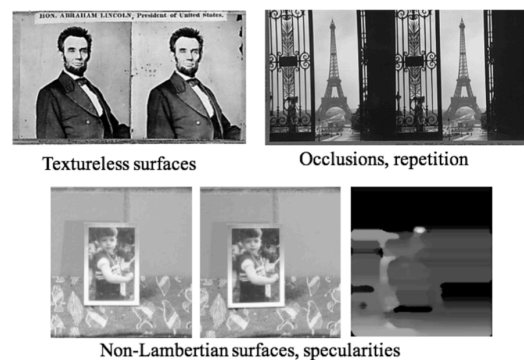 HON. ABRAHAM LINCOLN, President of United States.
Textureless surfaces
Occlusions, repetition
Non-Lambertian surfaces, specularities